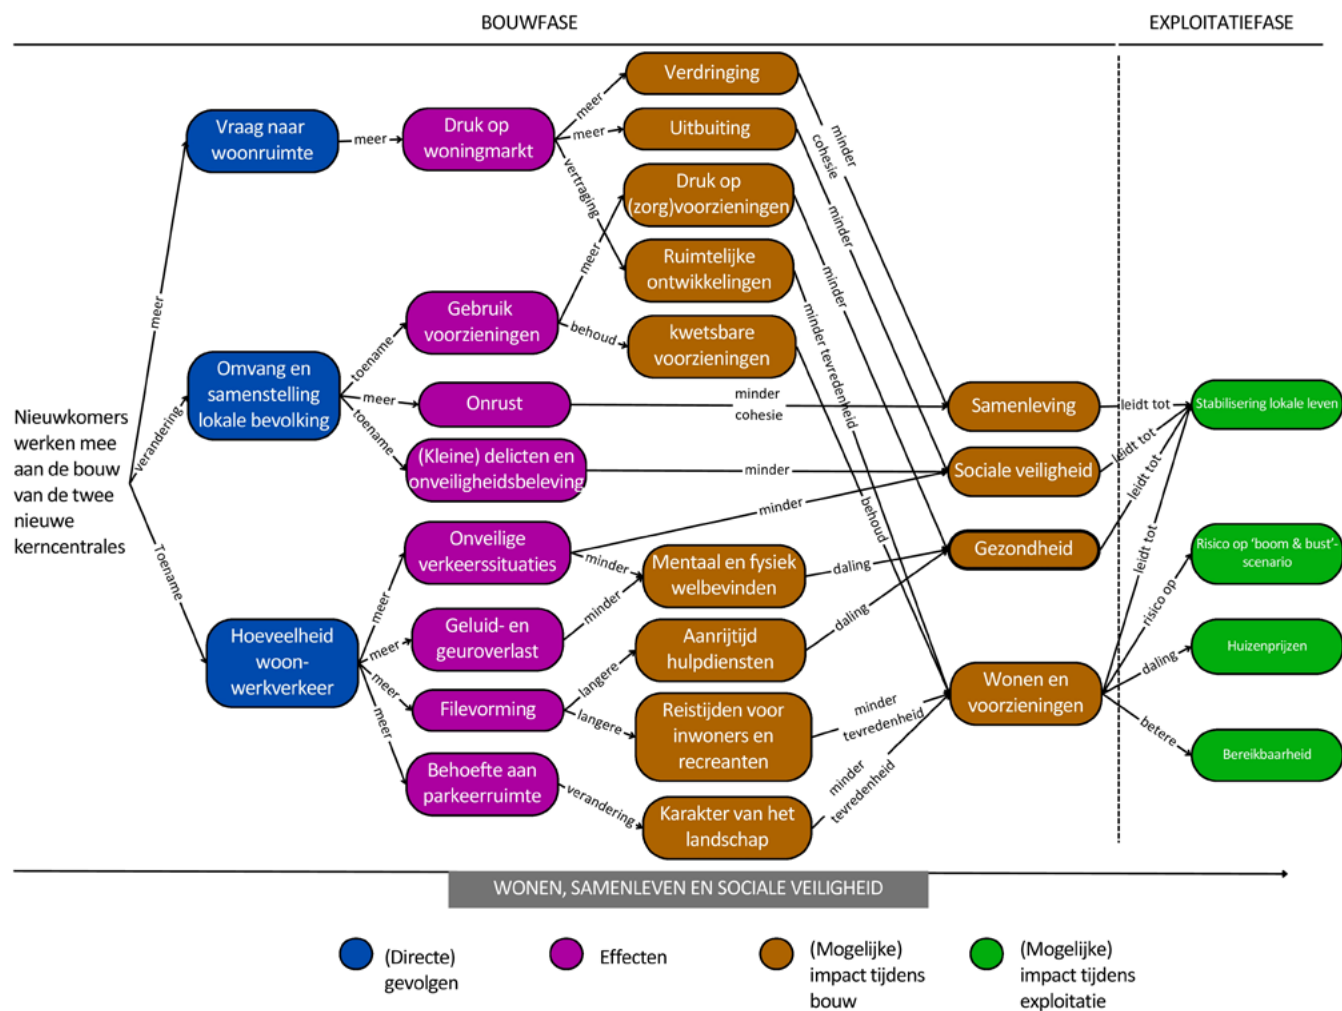 BOUWFASE
EXPLOITATIEFASE
Nieuwkomers
werken mee
aan de bouw
van de twee
nieuwe
kerncentrales
meer
verandering
Toename
Vraag naar
woonruimte
Omvang en
samenstelling
lokale bevolking
Hoeveelheid
woon-
werkverkeer
meer
toename
meer
toename
meer
meer
meer
meer
Druk op
woningmarkt
Gebruik
voorzieningen
Onrust
(Kleine) delicten en
onveiligheidsbeleving
Onveilige
verkeerssituaties
Geluid- en
geuroverlast
Filevorming
Behoefte aan
parkeerruimte
meer
meer
vertraging
meer
behoud
minder
minder
langere
langere
verandering
Verdringing
Uitbuiting
Druk op
(zorg)voorzieningen
Ruimtelijke
ontwikkelingen
kwetsbare
voorzieningen
Mentaal en fysiek
welbevinden
Aanrijtijd
hulpdiensten
Reistijden voor
inwoners en
recreanten
Karakter van het
landschap
minder
cohesie
minder
minder
minder tevredenheid
behoud
minder
cohesie
minder
minder
daling
daling
minder
tevredenheid
minder
tevredenheid
Samenleving
Sociale veiligheid
Gezondheid
Wonen en
voorzieningen
leidt tot
leidt tot
leidt tot
leidt tot
risico op
daling
betere
Stabilisering lokale leven
Risico op ‘boom & bust’-
scenario
Huizenprijzen
Bereikbaarheid
WONEN, SAMENLEVEN EN SOCIALE VEILIGHEID
(Directe)
gevolgen
Effecten
(Mogelijke)
impact tijdens
bouw
(Mogelijke)
impact tijdens
exploitatie